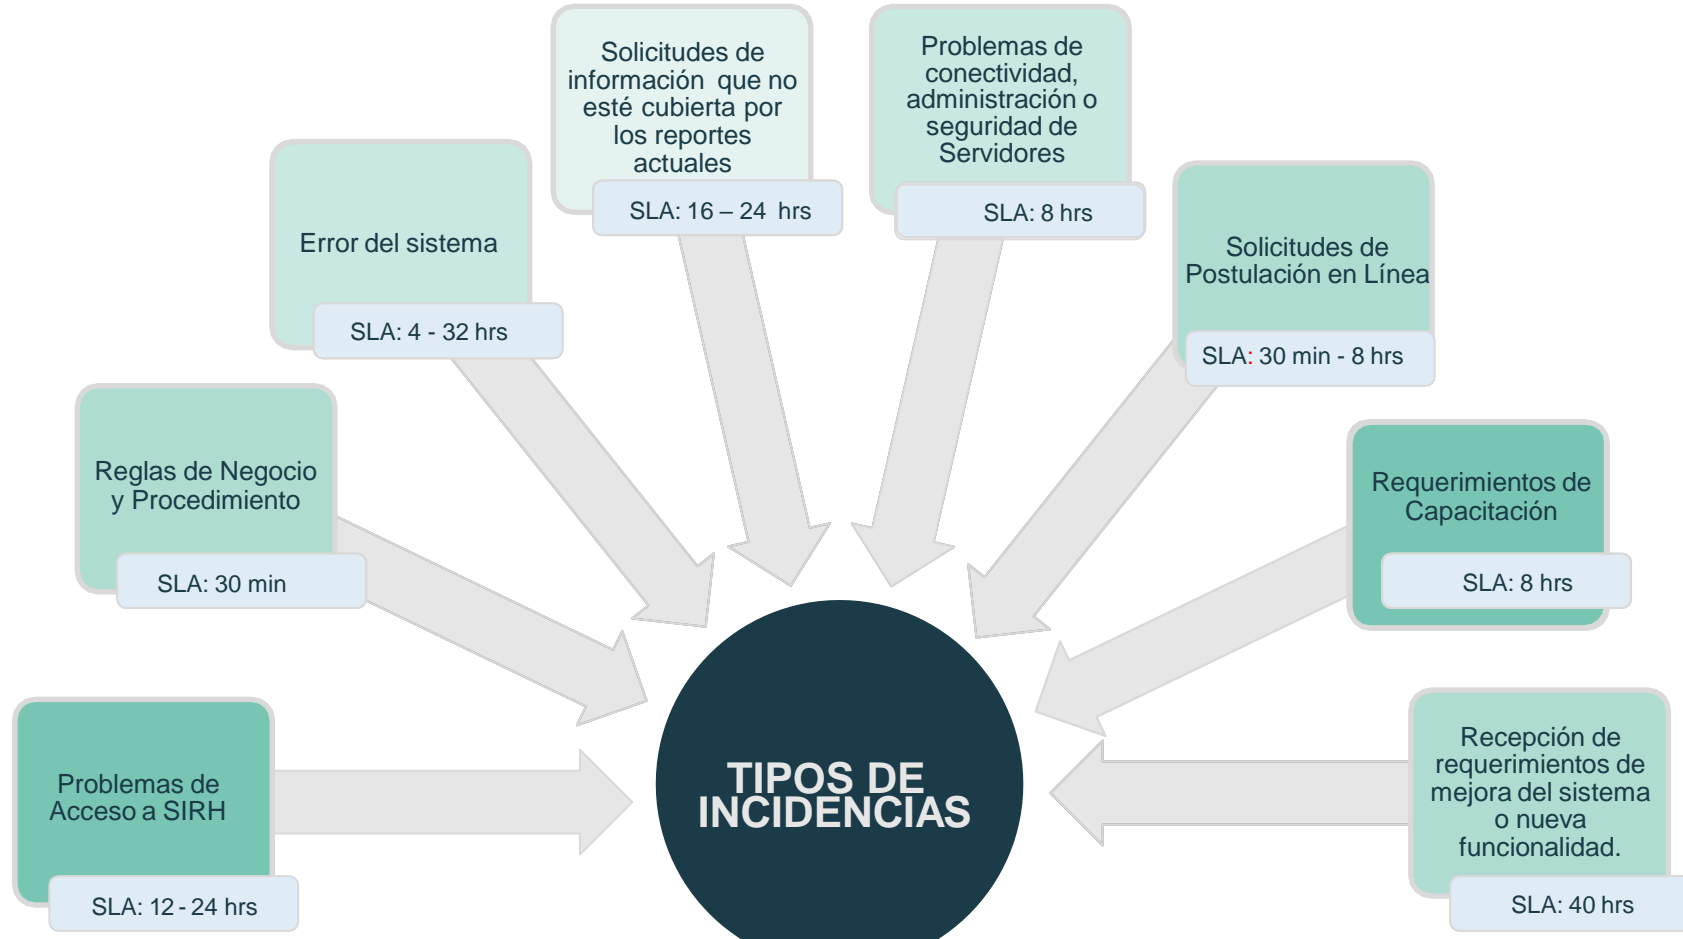 Solicitudes de
información que no
esté cubierta por
los reportes
actuales
SLA: 16 – 24 hrs
Problemas de
conectividad,
administración o
seguridad de
Servidores
SLA: 8 hrs
Error del sistema
SLA: 4 - 32 hrs
Solicitudes de
Postulación en Línea
SLA: 30 min - 8 hrs
Reglas de Negocio
y Procedimiento
SLA: 30 min
Requerimientos de
Capacitación
SLA: 8 hrs
Problemas de
Acceso a SIRH
SLA: 12 - 24 hrs
TIPOS DE
INCIDENCIAS
Recepción de
requerimientos de
mejora del sistema
o nueva
funcionalidad.
SLA: 40 hrs